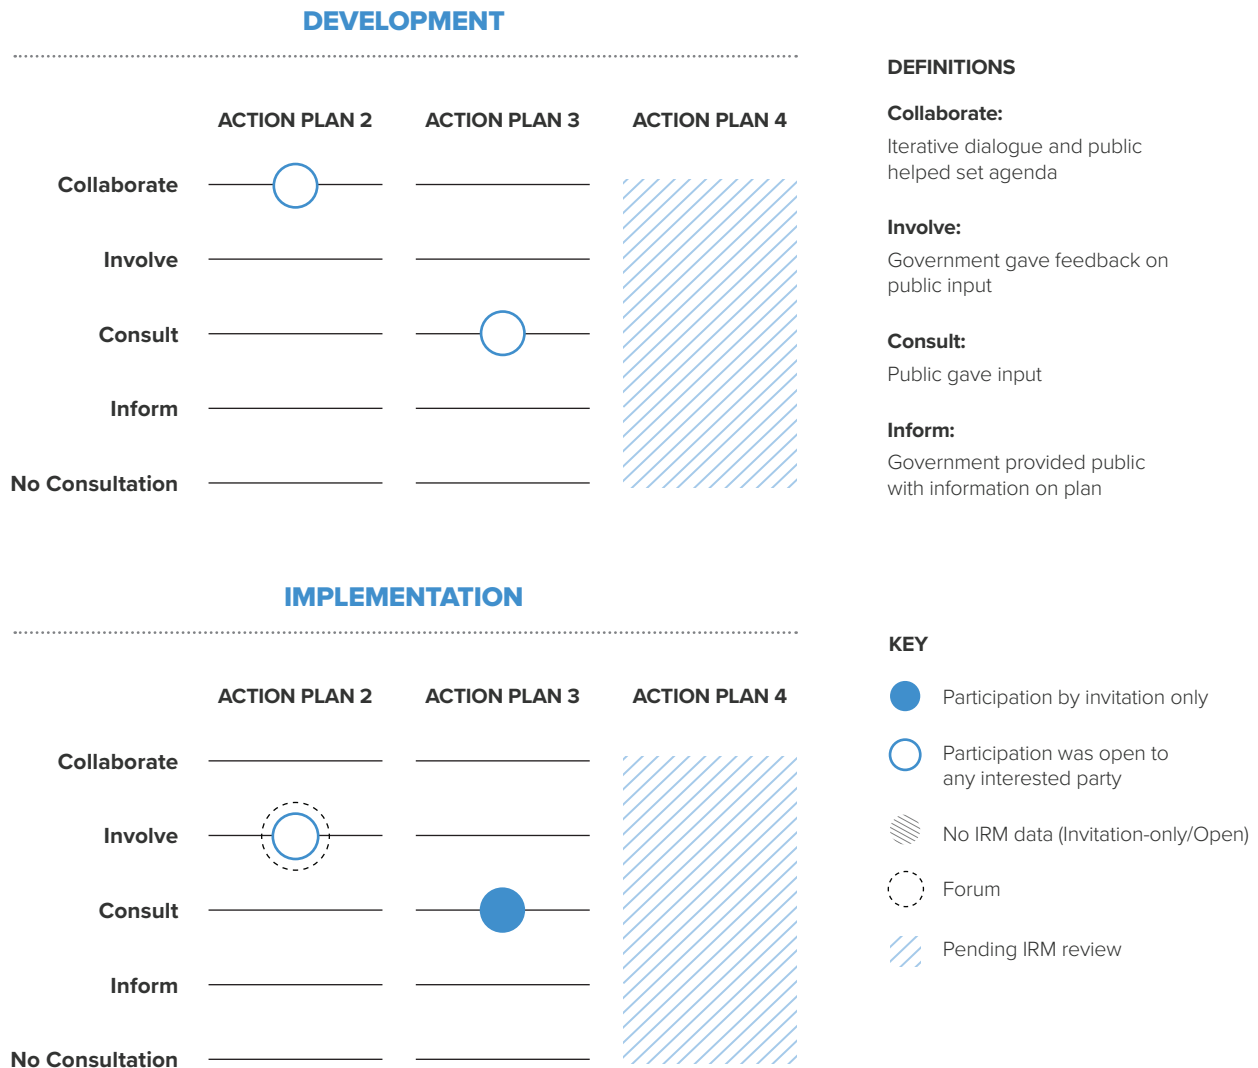 DEVELOPMENT
ACTION PLAN 2
ACTION PLAN 3
ACTION PLAN 4
Collaborate
Involve
Consult
Inform
No Consultation
DEFINITIONS
Collaborate:
Iterative dialogue and public
helped set agenda
Involve:
Government gave feedback on
public input
Consult:
Public gave input
Inform:
Government provided public
with information on plan
IMPLEMENTATION
ACTION PLAN 2
ACTION PLAN 3
ACTION PLAN 4
Collaborate
Involve
Consult
Inform
No Consultation
KEY
Participation by invitation only
Participation was open to
any interested party
No IRM data (Invitation-only/Open)
Forum
Pending IRM review